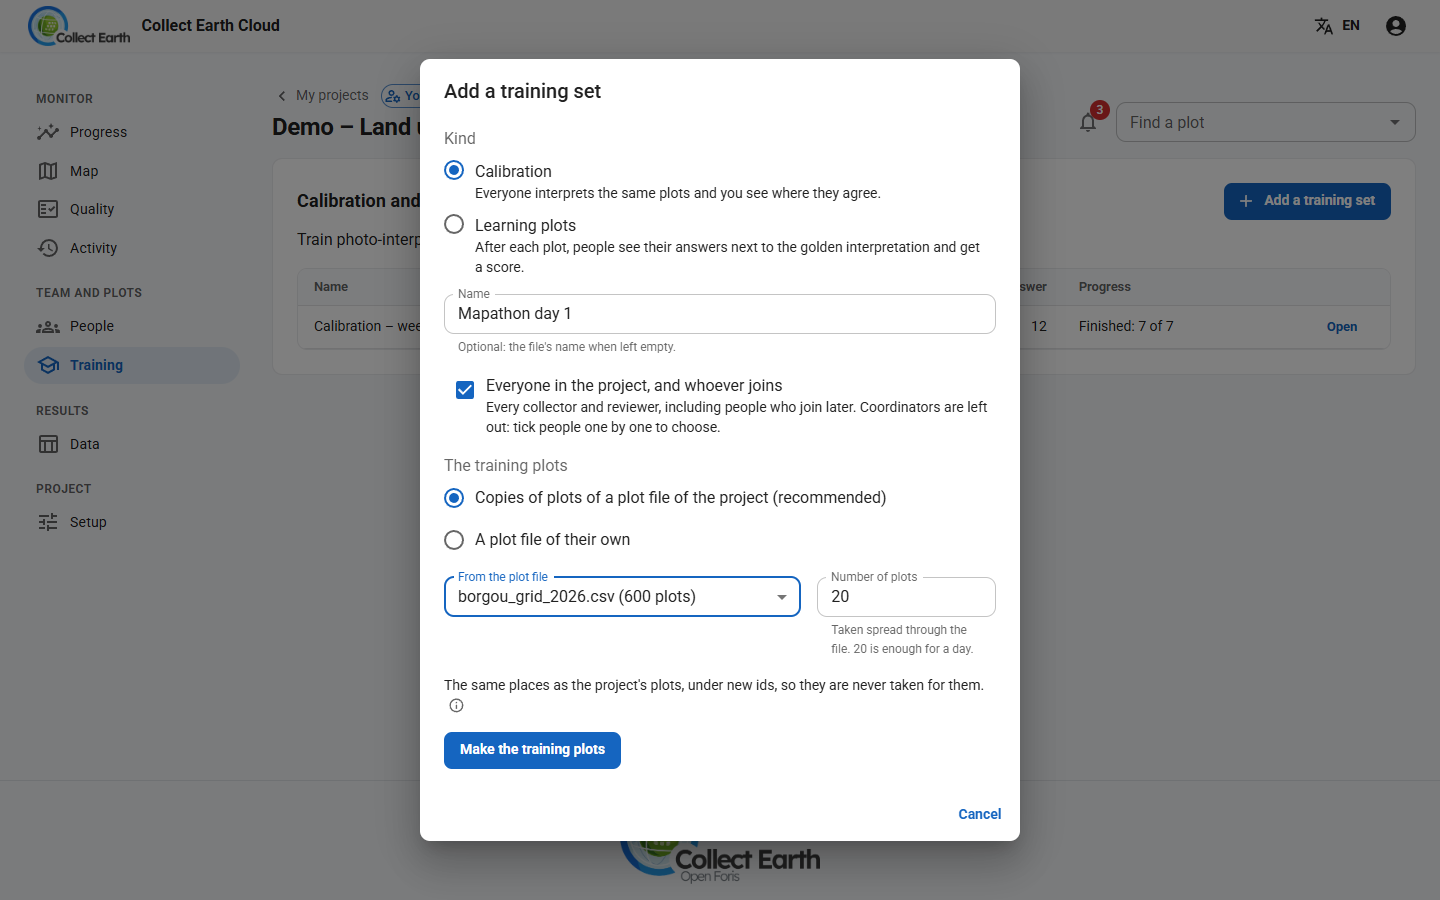 Collect Earth
Collect Earth Cloud
EN
MONITOR
Progress
Map
Quality
Activity
TEAM AND PLOTS
People
Training
RESULTS
Data
PROJECT
Setup
My projects
Demo – Land
3
Find a plot
Calibration and
Add a training set
Train photo-interp
Name
Progress
Calibration –
12
Finished: 7 of 7
Open
Add a training set
Kind
Calibration
Everyone interprets the same plots and you see where they agree.
Learning plots
After each plot, people see their answers next to the golden interpretation and get
a score.
Name
Mapathon day 1
Optional: the file's name when left empty.
Everyone in the project, and whoever joins
Every collector and reviewer, including people who join later. Coordinators are left
out: tick people one by one to choose.
The training plots
Copies of plots of a plot file of the project (recommended)
A plot file of their own
From the plot file
borgou_grid_2026.csv (600 plots)
Number of plots
20
Taken spread through the
file. 20 is enough for a day.
The same places as the project's plots, under new ids, so they are never taken for them.
Make the training plots
Cancel
Collect Earth
Open Foris